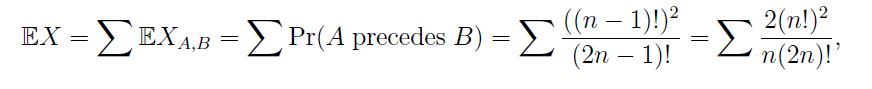 𝔼X = ∑ 𝔼X_{A,B} = ∑ Pr(A precedes B) = ∑ ((n − 1)!)² / (2n − 1)! = ∑ 2(n!)² / n(2n)!,